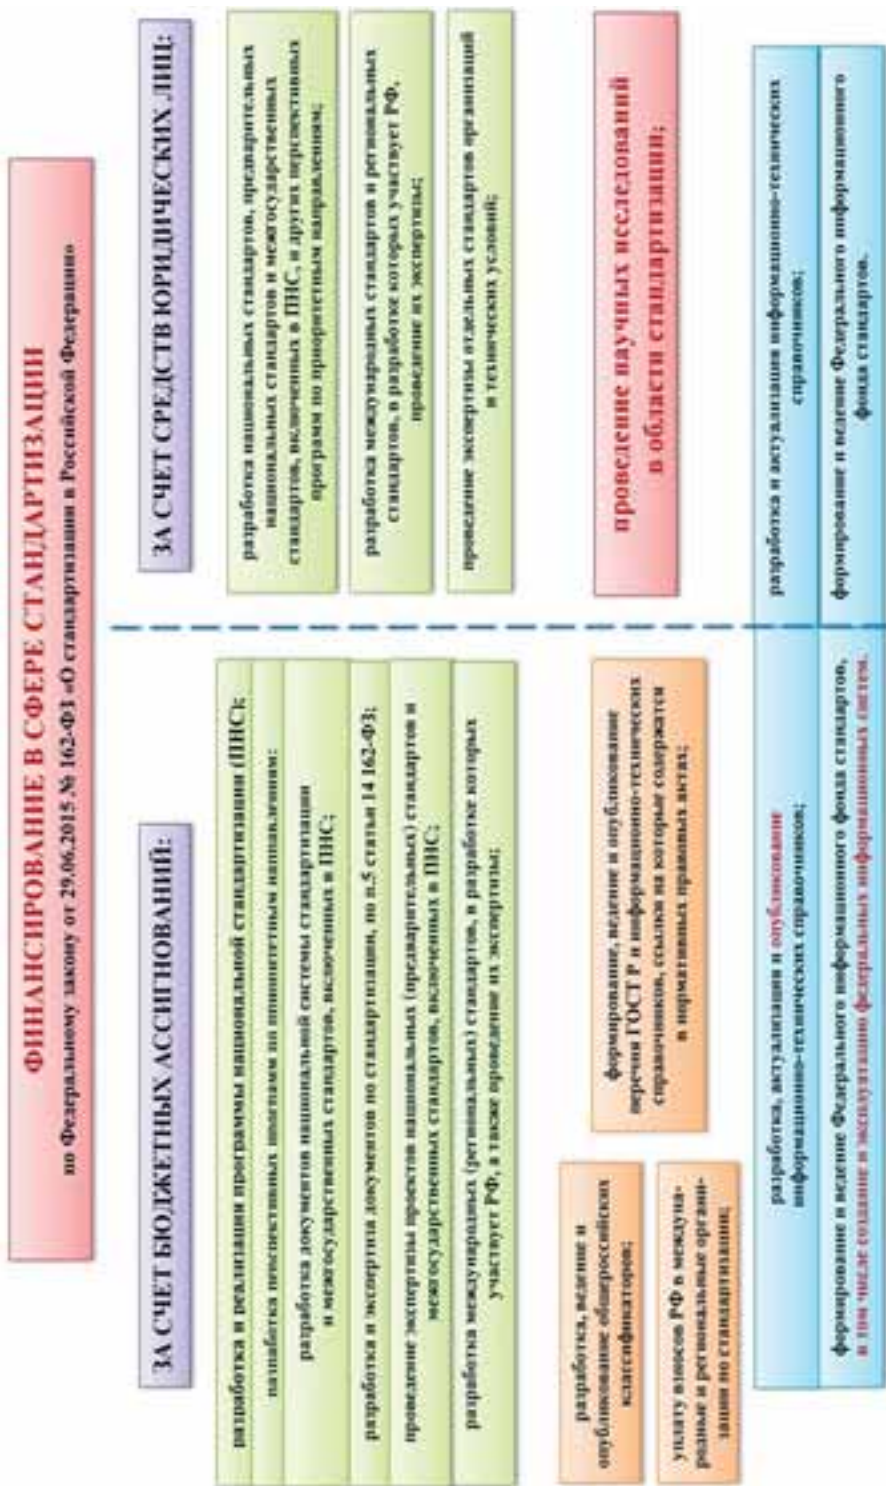 ФИНАНСИРОВАНИЕ В СФЕРЕ СТАНДАРТИЗАЦИИ
по Федеральному закону от 29.06.2015 № 162-ФЗ «О стандартизации в Российской Федерации»
ЗА СЧЕТ БЮДЖЕТНЫХ АССИГНОВАНИЙ:
разработка и реализация программы национальной стандартизации (ПНС);
разработка перспективных программ по приоритетным направлениям;
разработка документов национальной системы стандартизации
и межгосударственных стандартов, включенных в ПНС;
разработка и экспертиза документов по стандартизации, по п.5 статьи 14 162-ФЗ;
проведение экспертизы проектов национальных (предварительных) стандартов и
межгосударственных стандартов, включенных в ПНС;
разработка международных (региональных) стандартов, в разработке которых
участвует РФ, а также проведение их экспертизы;
разработка, ведение и
опубликование общероссийских
классификаторов;
уплату взносов РФ в междуна-
родные и региональные органи-
зации по стандартизации;
формирование, ведение и опубликование
перечня ГОСТ Р и информационно-технических
справочников, ссылки на которые содержатся
в нормативных правовых актах;
разработка, актуализации и опубликование
информационно-технических справочников;
формирование и ведение Федерального информационного фонда стандартов,
в том числе создание и эксплуатацию федеральных информационных систем.
ЗА СЧЕТ СРЕДСТВ ЮРИДИЧЕСКИХ ЛИЦ:
разработка национальных стандартов, предварительных
национальных стандартов и межгосударственных
стандартов, включенных в ПНС, и других перспективных
программ по приоритетным направлениям;
разработка международных стандартов и региональных
стандартов, в разработке которых участвует РФ,
проведение их экспертизы;
проведение экспертизы отдельных стандартов организаций
и технических условий;
проведение научных исследований
в области стандартизации;
разработка и актуализация информационно-технических
справочников;
формирование и ведение Федерального информационного
фонда стандартов.